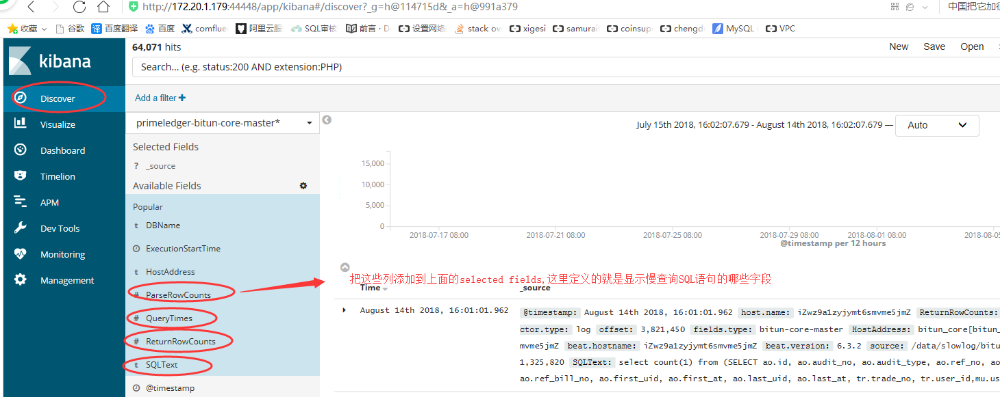 http://172.20.1.179:44448/app/kibana#/discover?_g=h@114715d&_a=h@991a379
中国把它加征
收藏 谷歌 译 百度翻译 百度 comflue 阿里云服 SQL审核 前言 · D 设置网络 stack ov xigesi samurai coinsup chengd MySQL VPC
kibana
64,071 hits
New Save Open
Search... (e.g. status:200 AND extension:PHP)
Discover
Add a filter +
Visualize
primeledger-bitun-core-master*
July 15th 2018, 16:02:07.679 - August 14th 2018, 16:02:07.679 — Auto
Selected Fields
Dashboard
? _source
Timelion
Available Fields
APM
Popular
t DBName
Dev Tools
ExecutionStartTime
Monitoring
t HostAddress
Management
# ParseRowCounts
# QueryTimes
# ReturnRowCounts
t SQLText
@timestamp
15,000
10,000
5,000
0
2018-07-17 08:00 2018-07-21 08:00 2018-07-25 08:00 2018-07-29 08:00 2018-08-01 08:00 2018-08-05
@timestamp per 12 hours
把这些列添加到上面的selected fields,这里定义的就是显示慢查询SQL语句的哪些字段
Time _source
August 14th 2018, 16:01:01.962 @timestamp: August 14th 2018, 16:01:01.962 host.name: iZwz9a1zyjymt6smvme5jmZ ReturnRowCounts:
ctor.type: log offset: 3,821,450 fields.type: bitun-core-master HostAddress: bitun_core[bitun_
mvme5jmZ beat.hostname: iZwz9a1zyjymt6smvme5jmZ beat.version: 6.3.2 source: /data/slowlog/bitu
1,325,820 SQLText: select count(1) from (SELECT ao.id, ao.audit_no, ao.audit_type, ao.ref_no, ao
ao.ref_bill_no, ao.first_uid, ao.first_at, ao.last_uid, ao.last_at, tr.trade_no, tr.user_id,mu.us